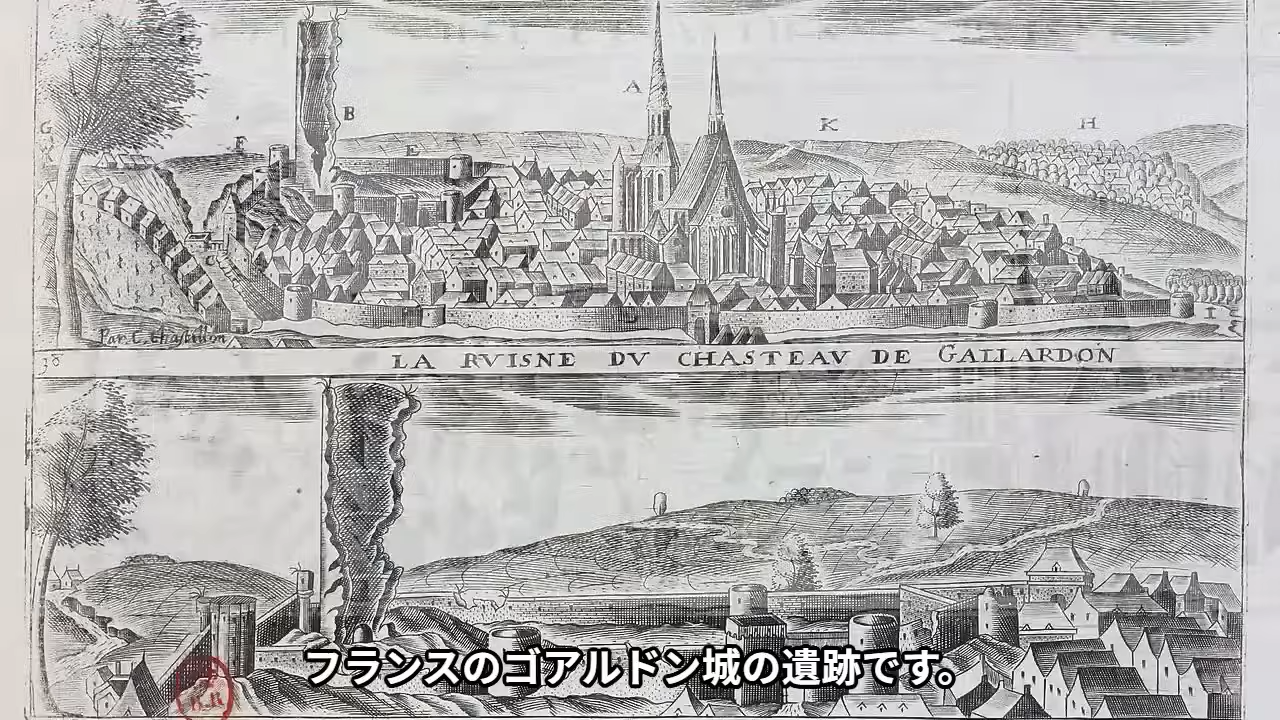 A
B
K
H
G
F
E
Par. C. chastillon
LA RVISNE DV CHASTEAV DE GALLARDON
フランスのゴアルドン城の遺跡です。